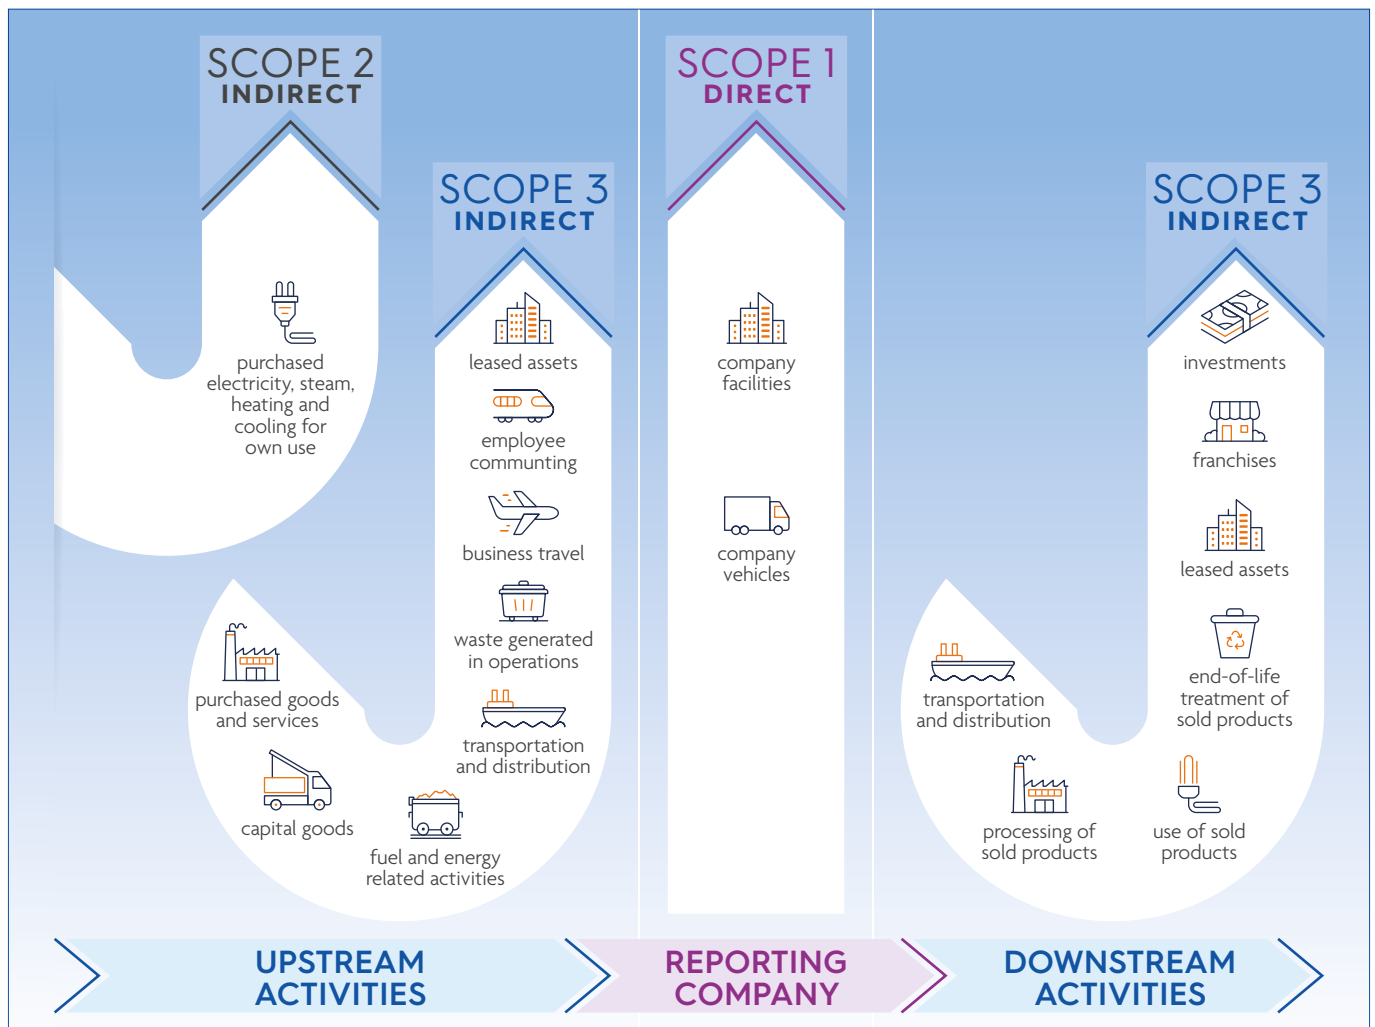 SCOPE 2
INDIRECT
purchased
electricity, steam,
heating and
cooling for
own use
SCOPE 3
INDIRECT
leased assets
employee
communting
business travel
waste generated
in operations
transportation
and distribution
purchased goods
and services
capital goods
fuel and energy
related activities
SCOPE 1
DIRECT
company
facilities
company
vehicles
SCOPE 3
INDIRECT
investments
franchises
leased assets
end-of-life
treatment of
sold products
transportation
and distribution
processing of
sold products
use of sold
products
UPSTREAM
ACTIVITIES
REPORTING
COMPANY
DOWNSTREAM
ACTIVITIES